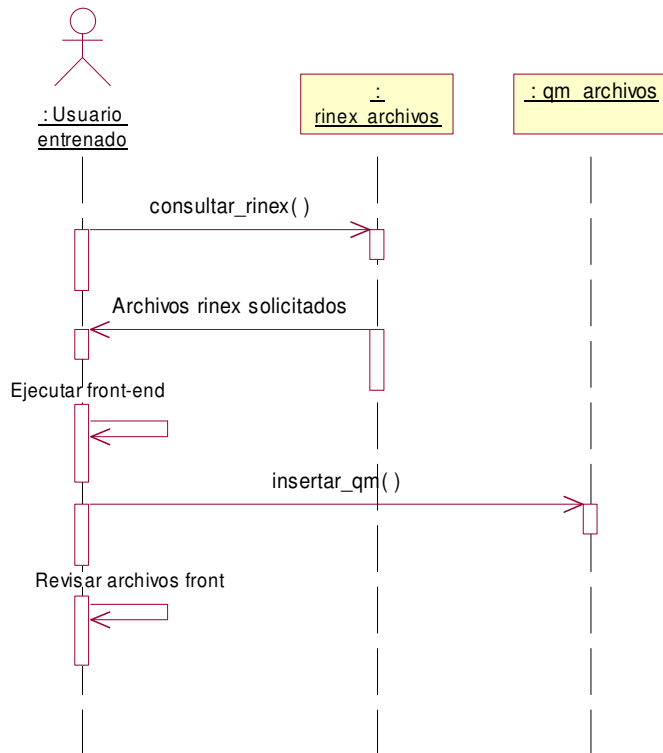 : Usuario
entrenado
:
rinex_archivos
: qm_archivos
consultar_rinex( )
Archivos rinex solicitados
Ejecutar front-end
insertar_qm( )
Revisar archivos front